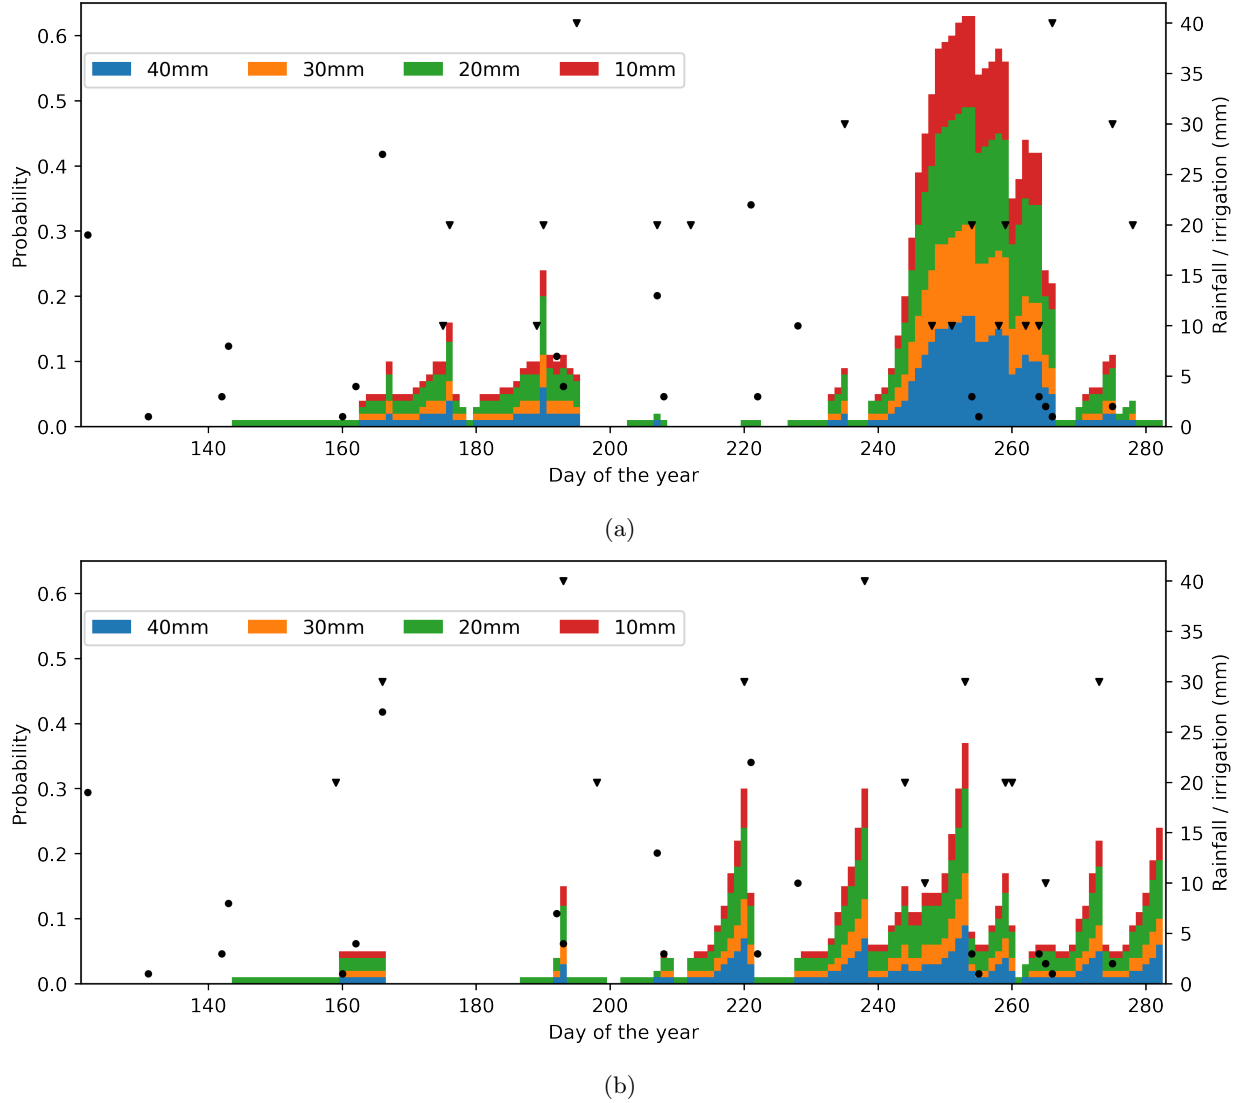 0.6
0.5
0.4
0.3
0.2
0.1
0.0
Probability
40mm 30mm 20mm 10mm
40
35
30
25
20
15
10
5
0
Rainfall / irrigation (mm)
140 160 180 200 220 240 260 280
Day of the year
(a)
0.6
0.5
0.4
0.3
0.2
0.1
0.0
Probability
40mm 30mm 20mm 10mm
40
35
30
25
20
15
10
5
0
Rainfall / irrigation (mm)
140 160 180 200 220 240 260 280
Day of the year
(b)